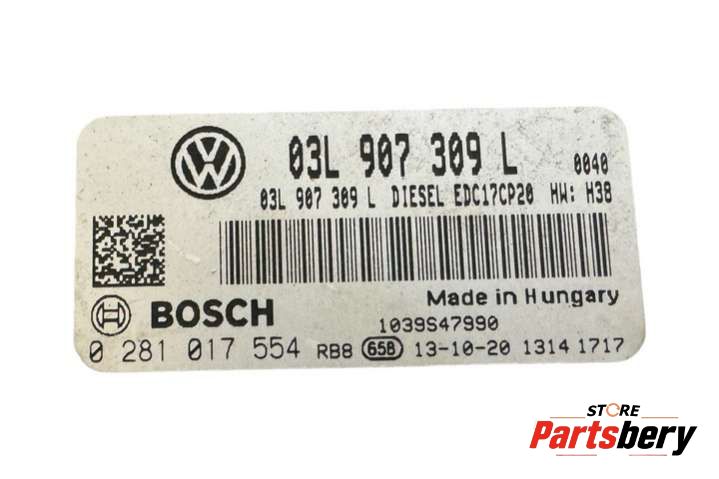 VW
03L 907 309 L 0040
03L 907 309 L DIESEL EDC17CP20 HW: H38
Made in Hungary
BOSCH
1039S47990
0 281 017 554 RB8 658 13-10-20 1314 1717
STORE
Partsbery